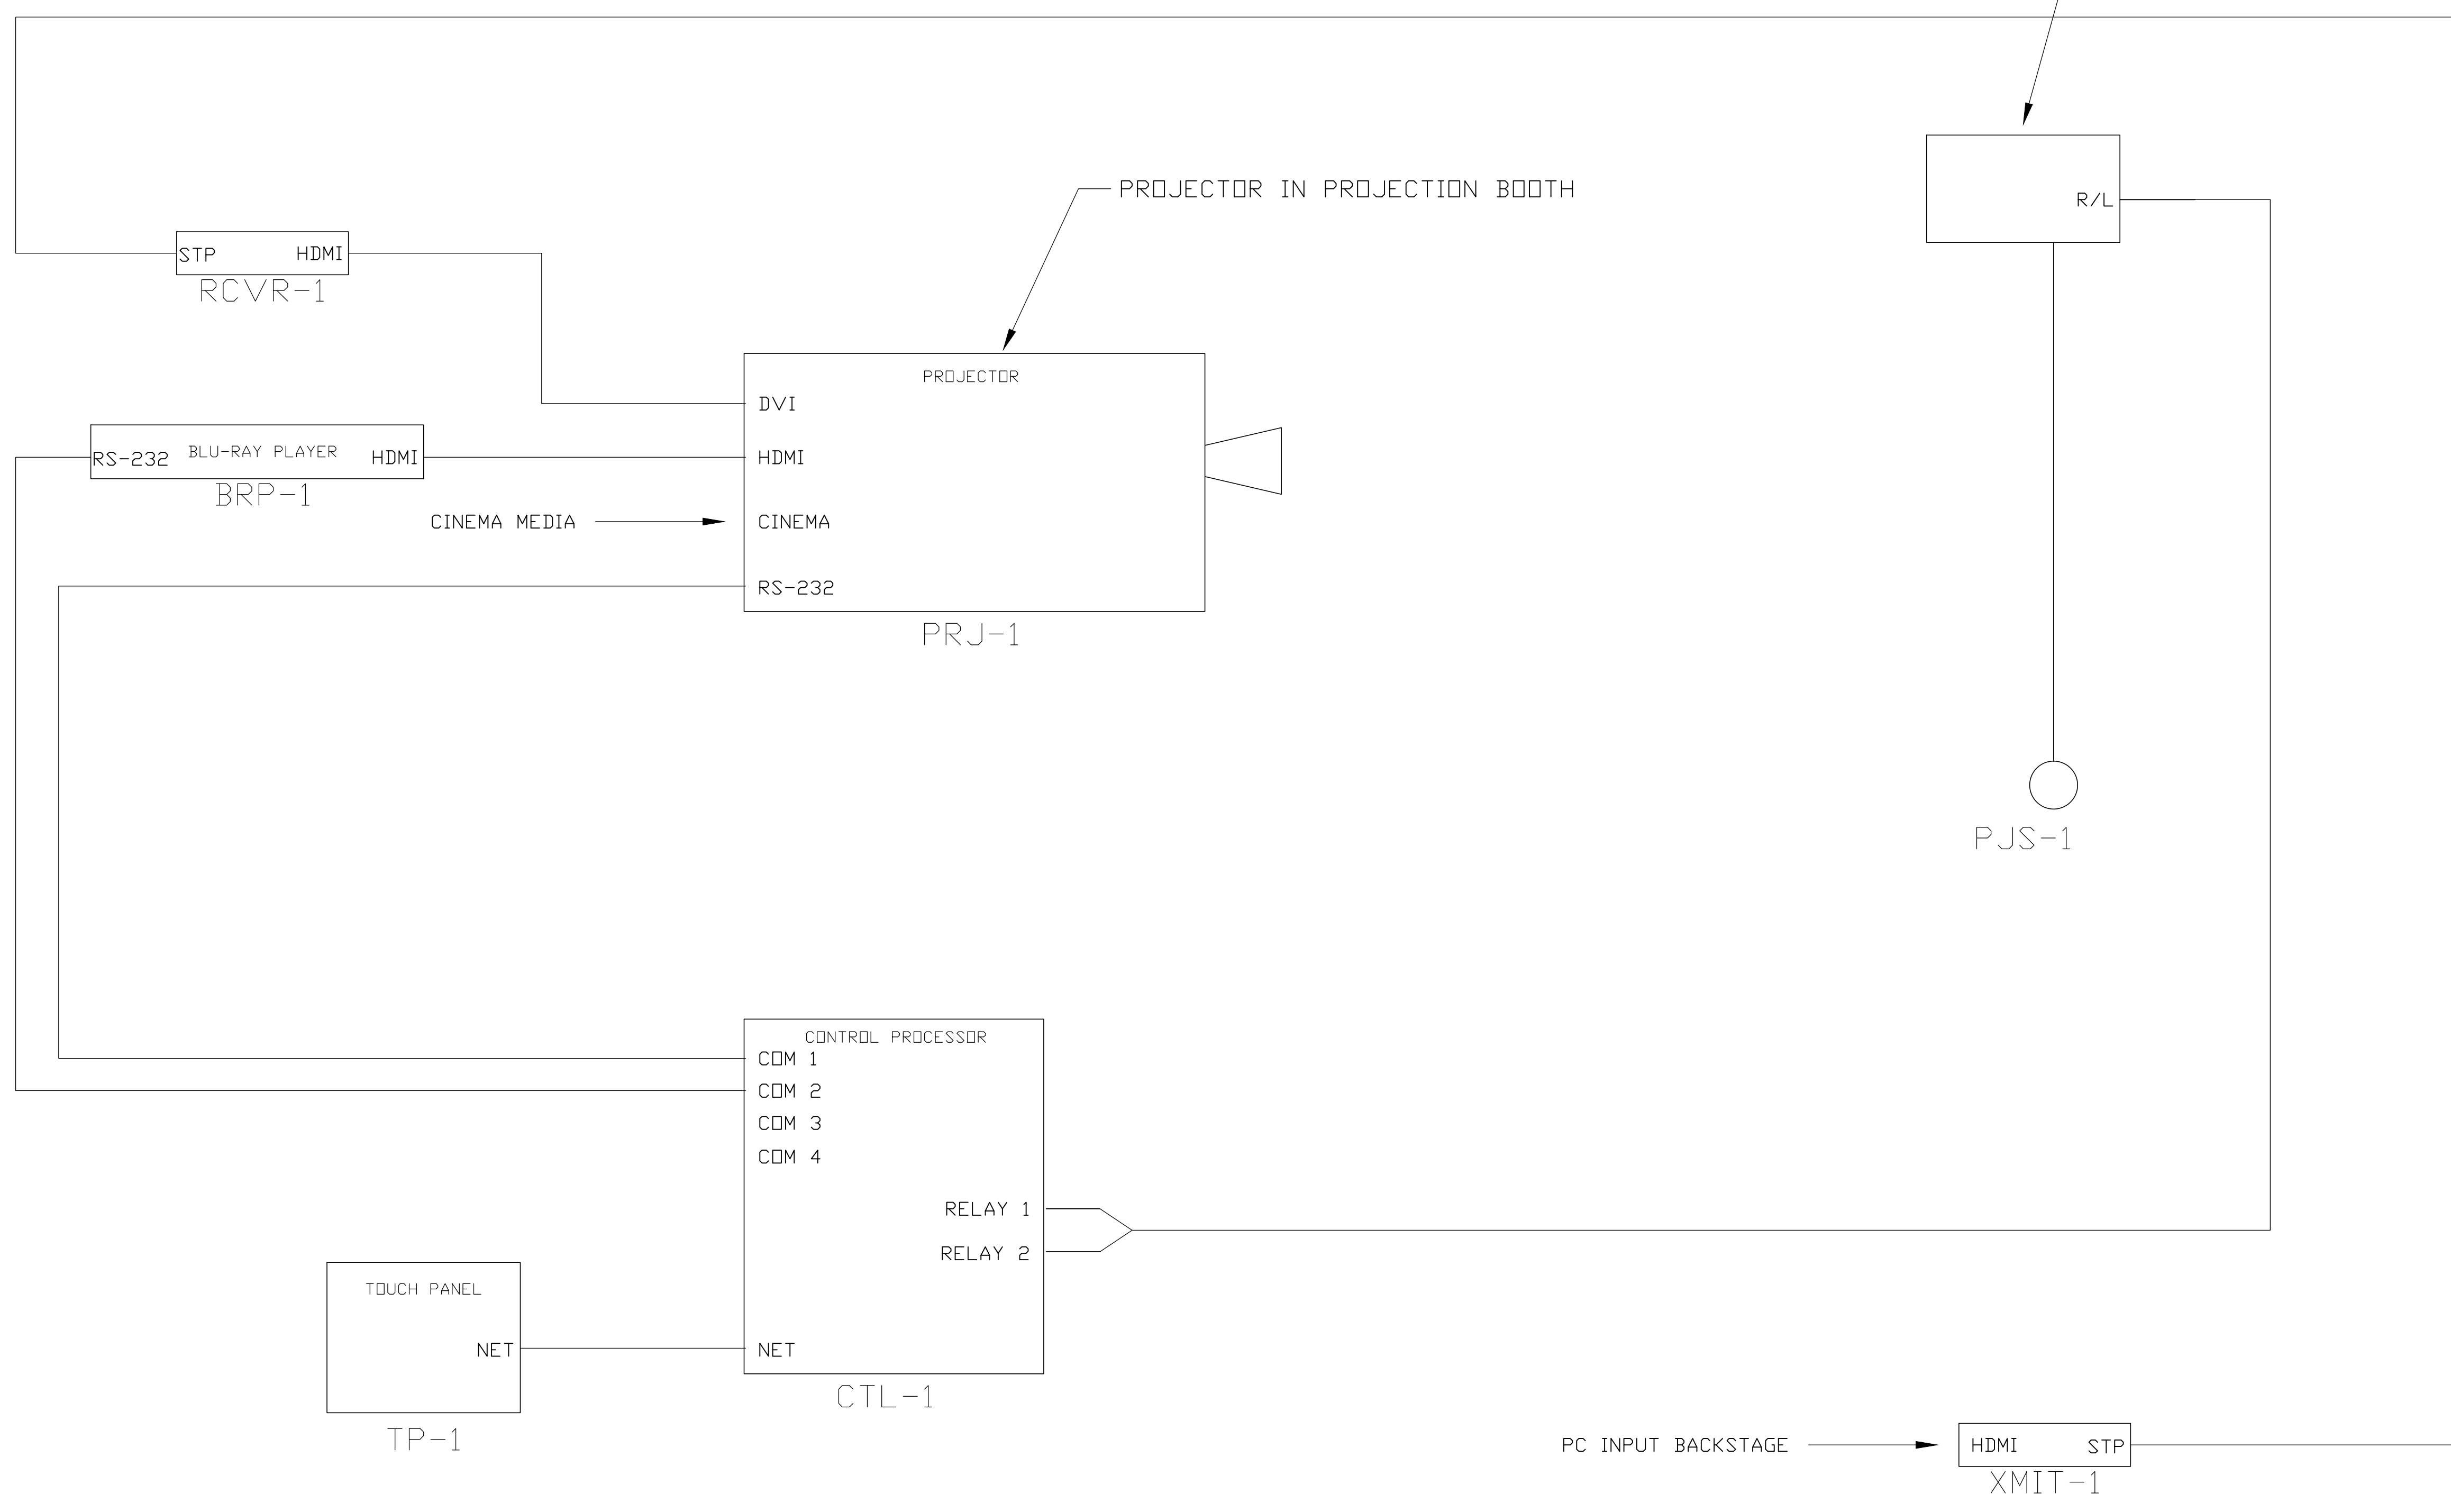 PROJECTOR IN PROJECTION BOOTH
R/L
STP HDMI
RCVR-1
PROJECTOR
DVI
RS-232 BLU-RAY PLAYER HDMI
HDMI
BRP-1
CINEMA MEDIA
CINEMA
RS-232
PRJ-1
PJS-1
CONTROL PROCESSOR
COM 1
COM 2
COM 3
COM 4
RELAY 1
RELAY 2
TOUCH PANEL
NET
NET
CTL-1
TP-1
PC INPUT BACKSTAGE
HDMI STP
XMIT-1